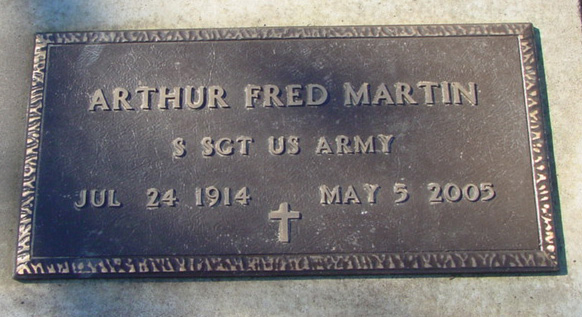 ARTHUR FRED MARTIN
S SGT US ARMY
JUL 24 1914 MAY 5 2005